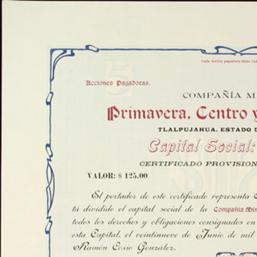 Acciones Pagadoras.
COMPAÑÍA M
Primavera, Centro y
TLALPUJAHUA, ESTADO D
Capital Social:
CERTIFICADO PROVISION
VALOR: $ 125.00
El portador de este certificado representa
tá dividido el capital social de la Compañía Min
todos los derechos y obligaciones consignados en
esta Capital, el veintinueve de Junio de mil
Ramón Cosío González.